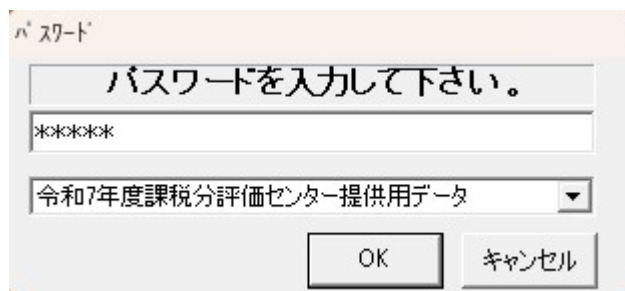 ﾊﾟｽﾜｰﾄﾞ
パスワードを入力して下さい。
*****
令和7年度課税分評価センター提供用データ
OK
キャンセル